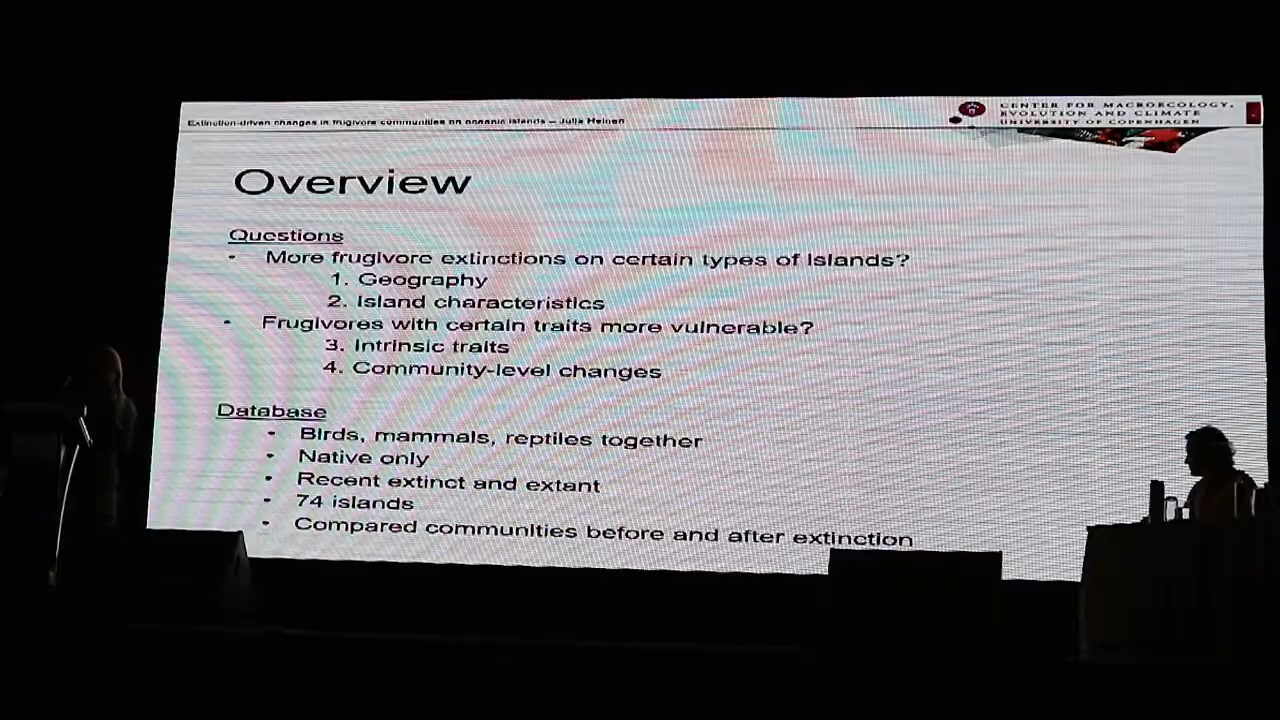 Extinction-driven changes in frugivore communities on oceanic islands – Julia Heinen
CENTER FOR MACROECOLOGY,
EVOLUTION AND CLIMATE
UNIVERSITY OF COPENHAGEN
Overview
Questions
• More frugivore extinctions on certain types of islands?
1. Geography
2. Island characteristics
• Frugivores with certain traits more vulnerable?
3. Intrinsic traits
4. Community-level changes
Database
• Birds, mammals, reptiles together
• Native only
• Recent extinct and extant
• 74 islands
• Compared communities before and after extinction